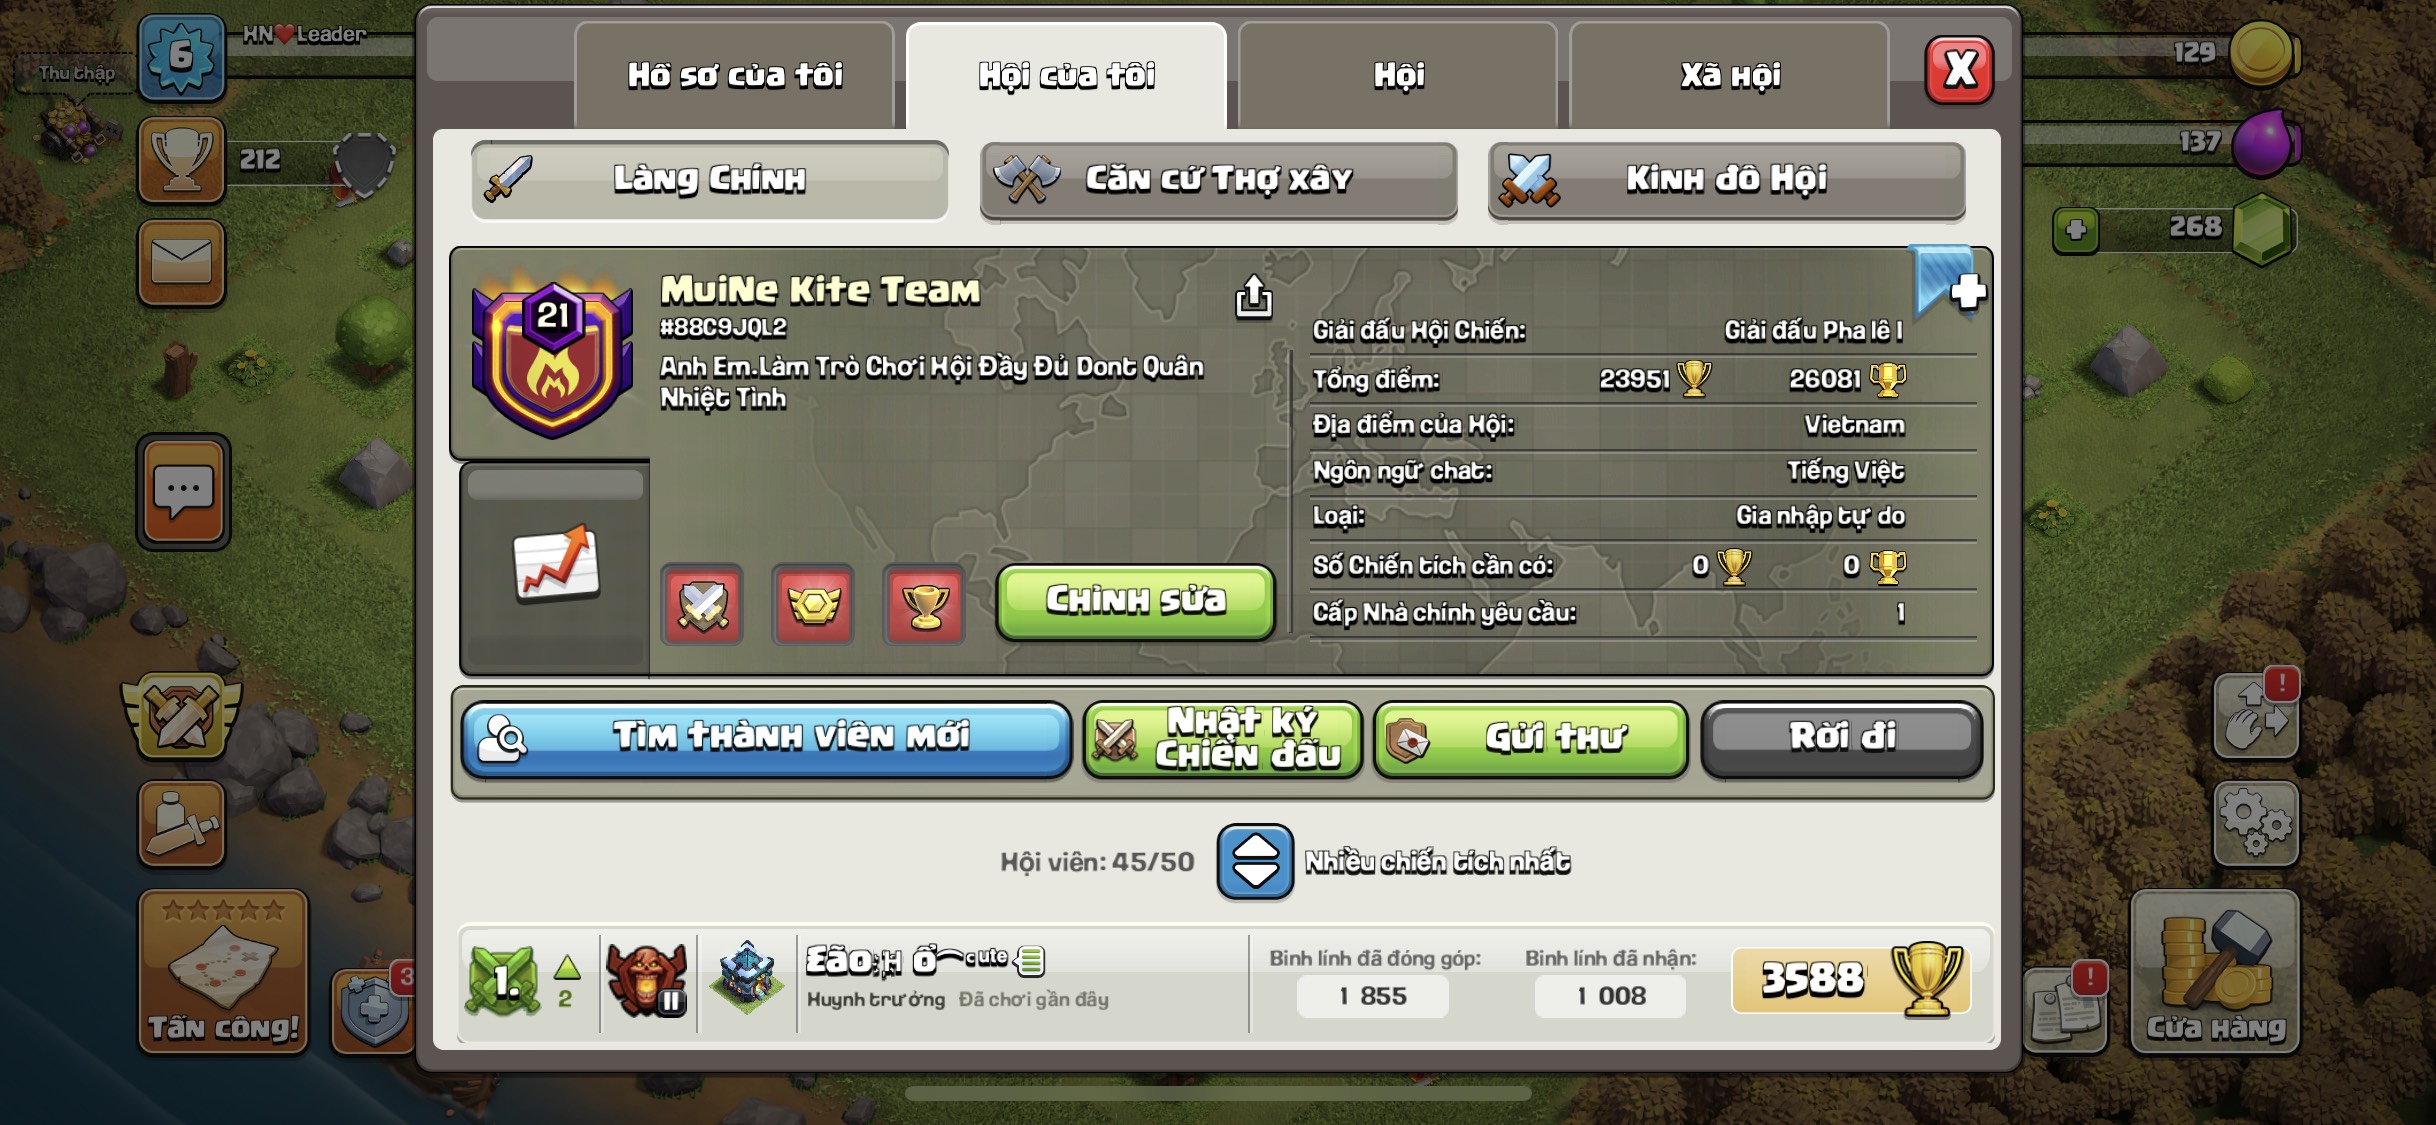 6
HN❤️Leader
Thu thập
212
129
137
268
Hồ sơ của tôi
Hội của tôi
Hội
Xã hội
X
Làng Chính
Căn cứ Thợ xây
Kinh đô Hội
21
MuiNe Kite Team
#88C9JQL2
Anh Em.Làm Trò Chơi Hội Đầy Đủ Dont Quân
Nhiệt Tình
Giải đấu Hội Chiến: Giải đấu Pha lê I
Tổng điểm: 23951 26081
Địa điểm của Hội: Vietnam
Ngôn ngữ chat: Tiếng Việt
Loại: Gia nhập tự do
Số Chiến tích cần có: 0 0
Cấp Nhà chính yêu cầu: 1
Chỉnh sửa
Tìm thành viên mới
Nhật ký
Chiến đấu
Gửi thư
Rời đi
Hội viên: 45/50
Nhiều chiến tích nhất
1.
2
cute
Huynh trưởng Đã chơi gần đây
Binh lính đã đóng góp:
1 855
Binh lính đã nhận:
1 008
3588
Tấn công!
3
!
!
Cửa hàng